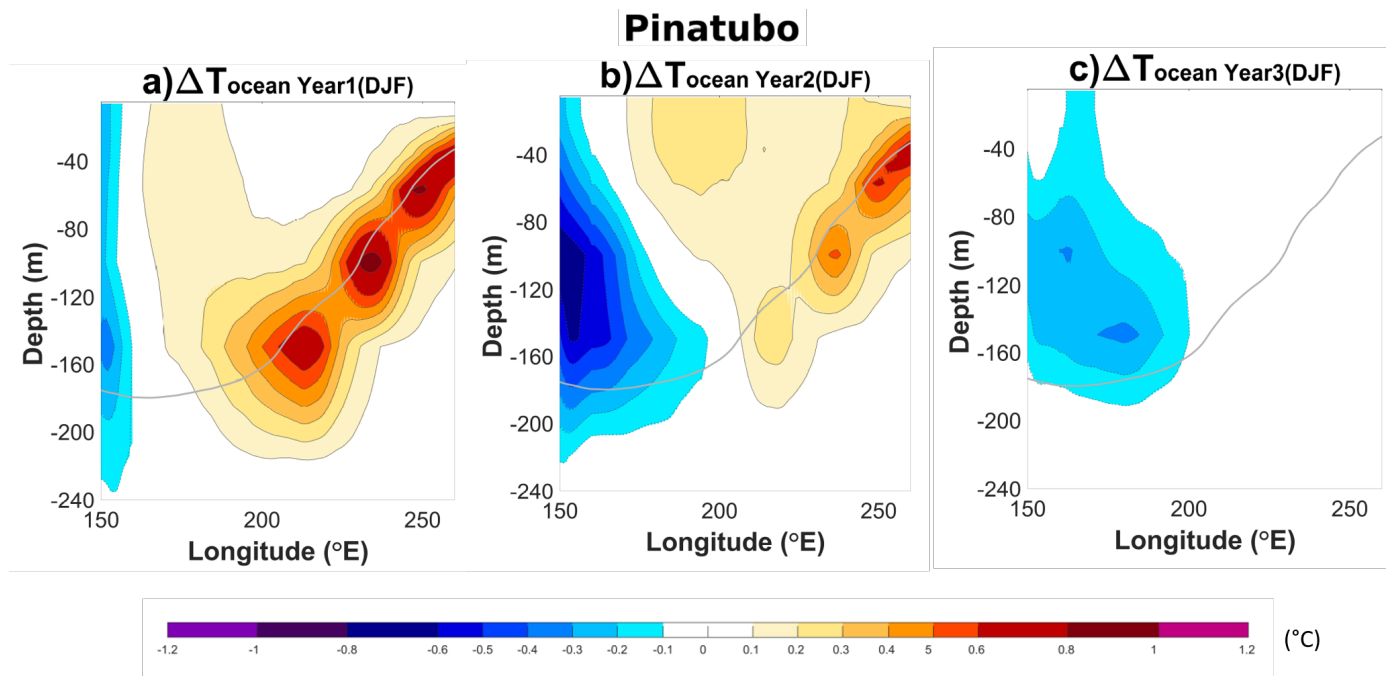 Pinatubo
a)ΔTocean Year1(DJF)
b)ΔTocean Year2(DJF)
c)ΔTocean Year3(DJF)
Depth (m)
-40
-80
-120
-160
-200
-240
150 200 250
Longitude (°E)
Depth (m)
-40
-80
-120
-160
-200
-240
150 200 250
Longitude (°E)
Depth (m)
-40
-80
-120
-160
-200
-240
150 200 250
Longitude (°E)
-1.2 -1 -0.8 -0.6 -0.5 -0.4 -0.3 -0.2 -0.1 0 0.1 0.2 0.3 0.4 5 0.6 0.8 1 1.2
(°C)